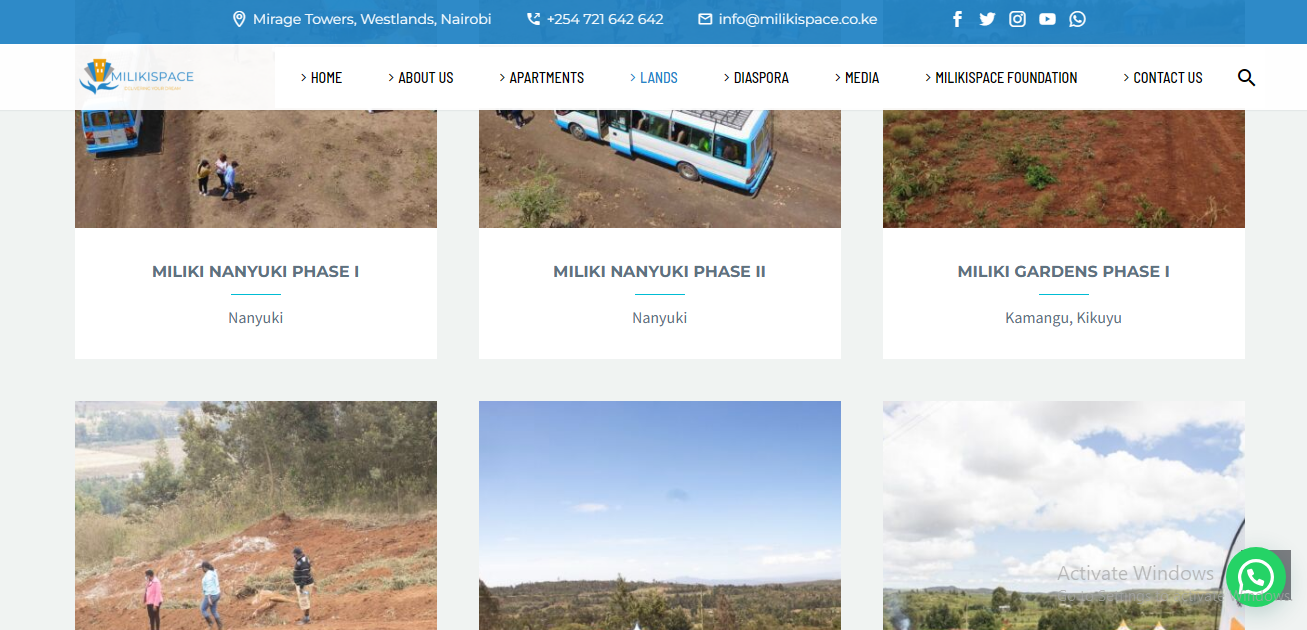 Mirage Towers, Westlands, Nairobi +254 721 642 642 info@milikispace.co.ke
MILIKISPACE
HOME ABOUT US APARTMENTS LANDS DIASPORA MEDIA MILIKISPACE FOUNDATION CONTACT US
MILIKI NANYUKI PHASE I
Nanyuki
MILIKI NANYUKI PHASE II
Nanyuki
MILIKI GARDENS PHASE I
Kamangu, Kikuyu
Activate Windows